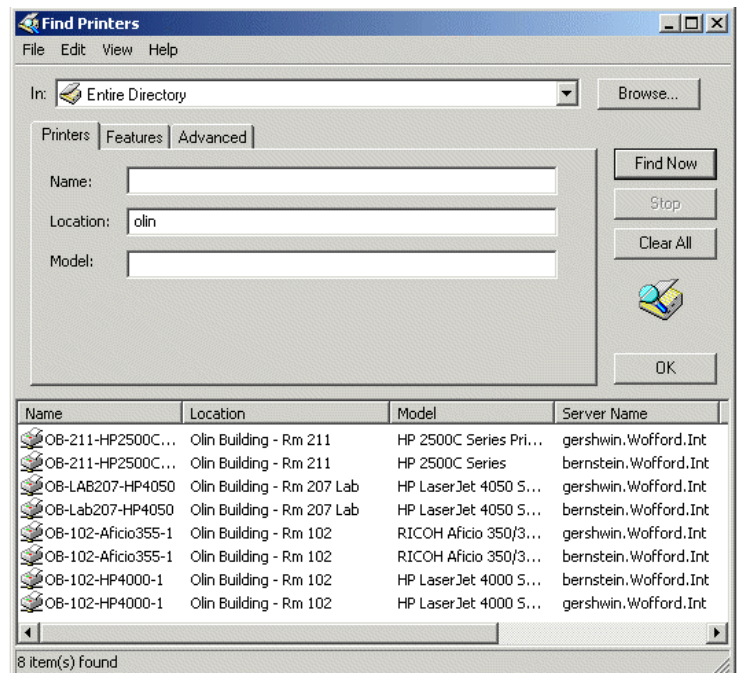 Find Printers
File Edit View Help
In: Entire Directory Browse...
Printers Features Advanced
Find Now
Name:
Stop
Location: olin
Clear All
Model:
OK
Name Location Model Server Name
OB-211-HP2500C... Olin Building - Rm 211 HP 2500C Series Pri... gershwin.Wofford.Int
OB-211-HP2500C... Olin Building - Rm 211 HP 2500C Series bernstein.Wofford.Int
OB-LAB207-HP4050 Olin Building - Rm 207 Lab HP LaserJet 4050 S... gershwin.Wofford.Int
OB-Lab207-HP4050 Olin Building - Rm 207 Lab HP LaserJet 4050 S... bernstein.Wofford.Int
OB-102-Aficio355-1 Olin Building - Rm 102 RICOH Aficio 350/3... gershwin.Wofford.Int
OB-102-Aficio355-1 Olin Building - Rm 102 RICOH Aficio 350/3... bernstein.Wofford.Int
OB-102-HP4000-1 Olin Building - Rm 102 HP LaserJet 4000 S... bernstein.Wofford.Int
OB-102-HP4000-1 Olin Building - Rm 102 HP LaserJet 4000 S... gershwin.Wofford.Int
8 item(s) found